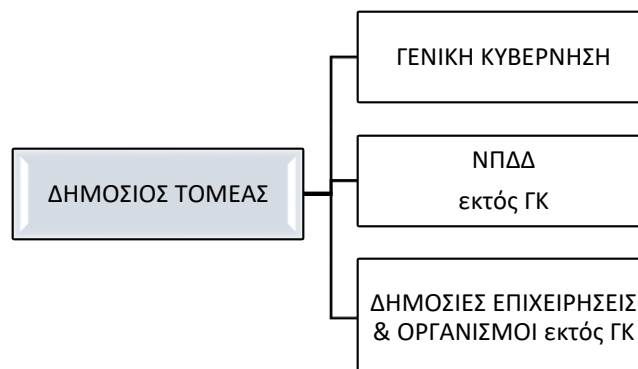 ΓΕΝΙΚΗ ΚΥΒΕΡΝΗΣΗ
ΔΗΜΟΣΙΟΣ ΤΟΜΕΑΣ
ΝΠΔΔ
εκτός ΓΚ
ΔΗΜΟΣΙΕΣ ΕΠΙΧΕΙΡΗΣΕΙΣ
& ΟΡΓΑΝΙΣΜΟΙ εκτός ΓΚ